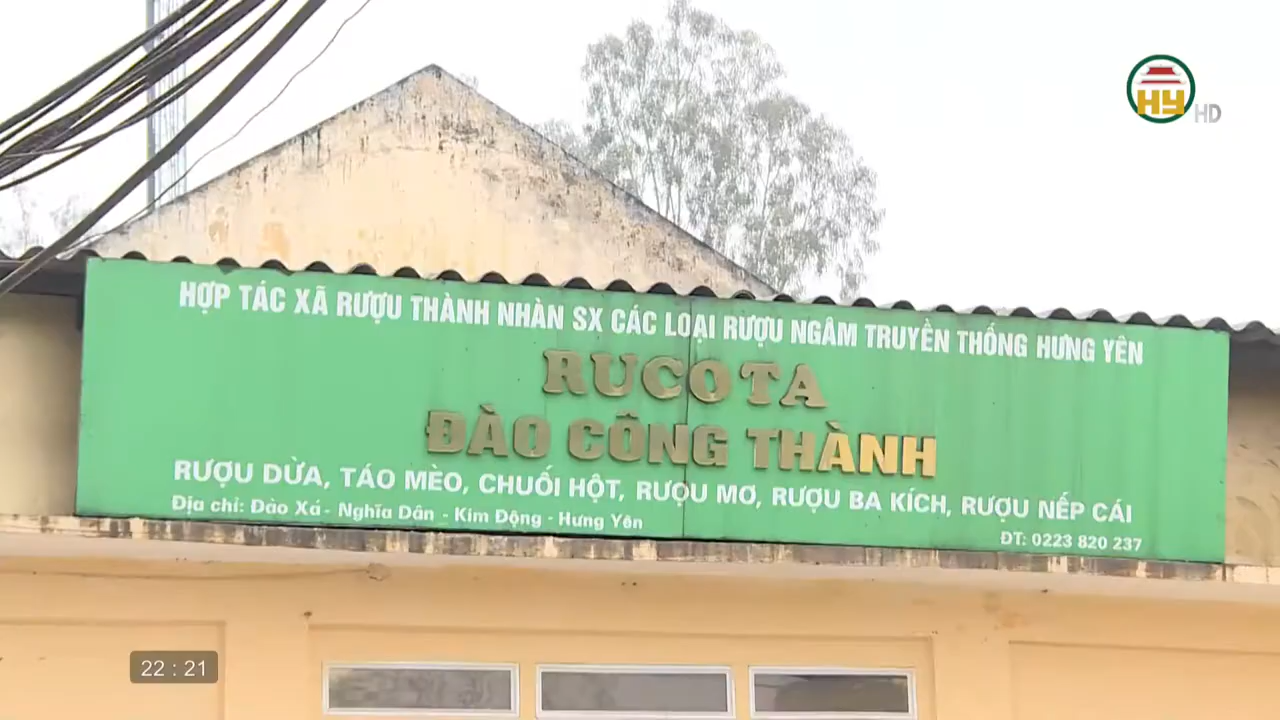 HY HD
HỢP TÁC XÃ RƯỢU THÀNH NHÀN SX CÁC LOẠI RƯỢU NGÂM TRUYỀN THỐNG HƯNG YÊN
RUCOTA
ĐÀO CÔNG THÀNH
RƯỢU DỪA, TÁO MÈO, CHUỐI HỘT, RƯỢU MƠ, RƯỢU BA KÍCH, RƯỢU NẾP CÁI
Địa chỉ: Đào Xá - Nghĩa Dân - Kim Động - Hưng Yên
ĐT: 0223 820 237
22 : 21